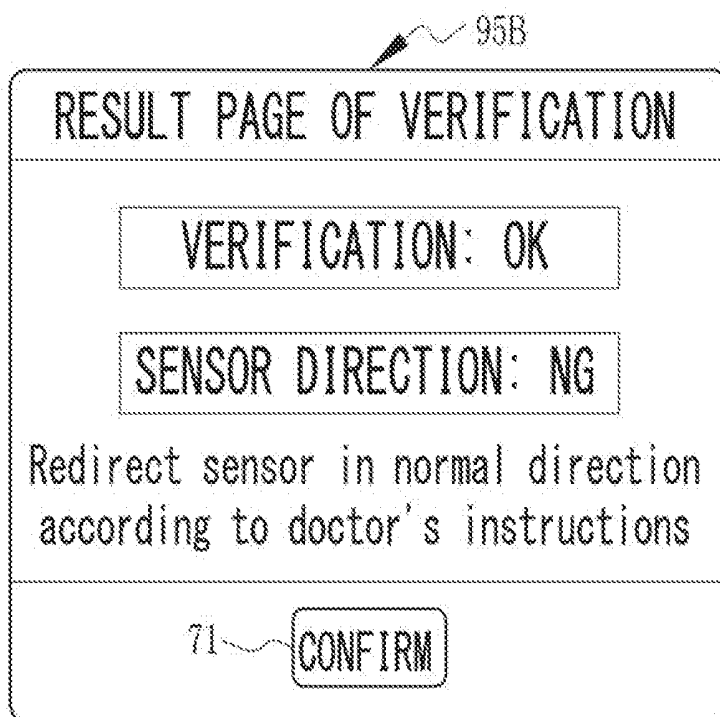 95B
RESULT PAGE OF VERIFICATION
VERIFICATION: OK
SENSOR DIRECTION: NG
Redirect sensor in normal direction
according to doctor's instructions
71
CONFIRM